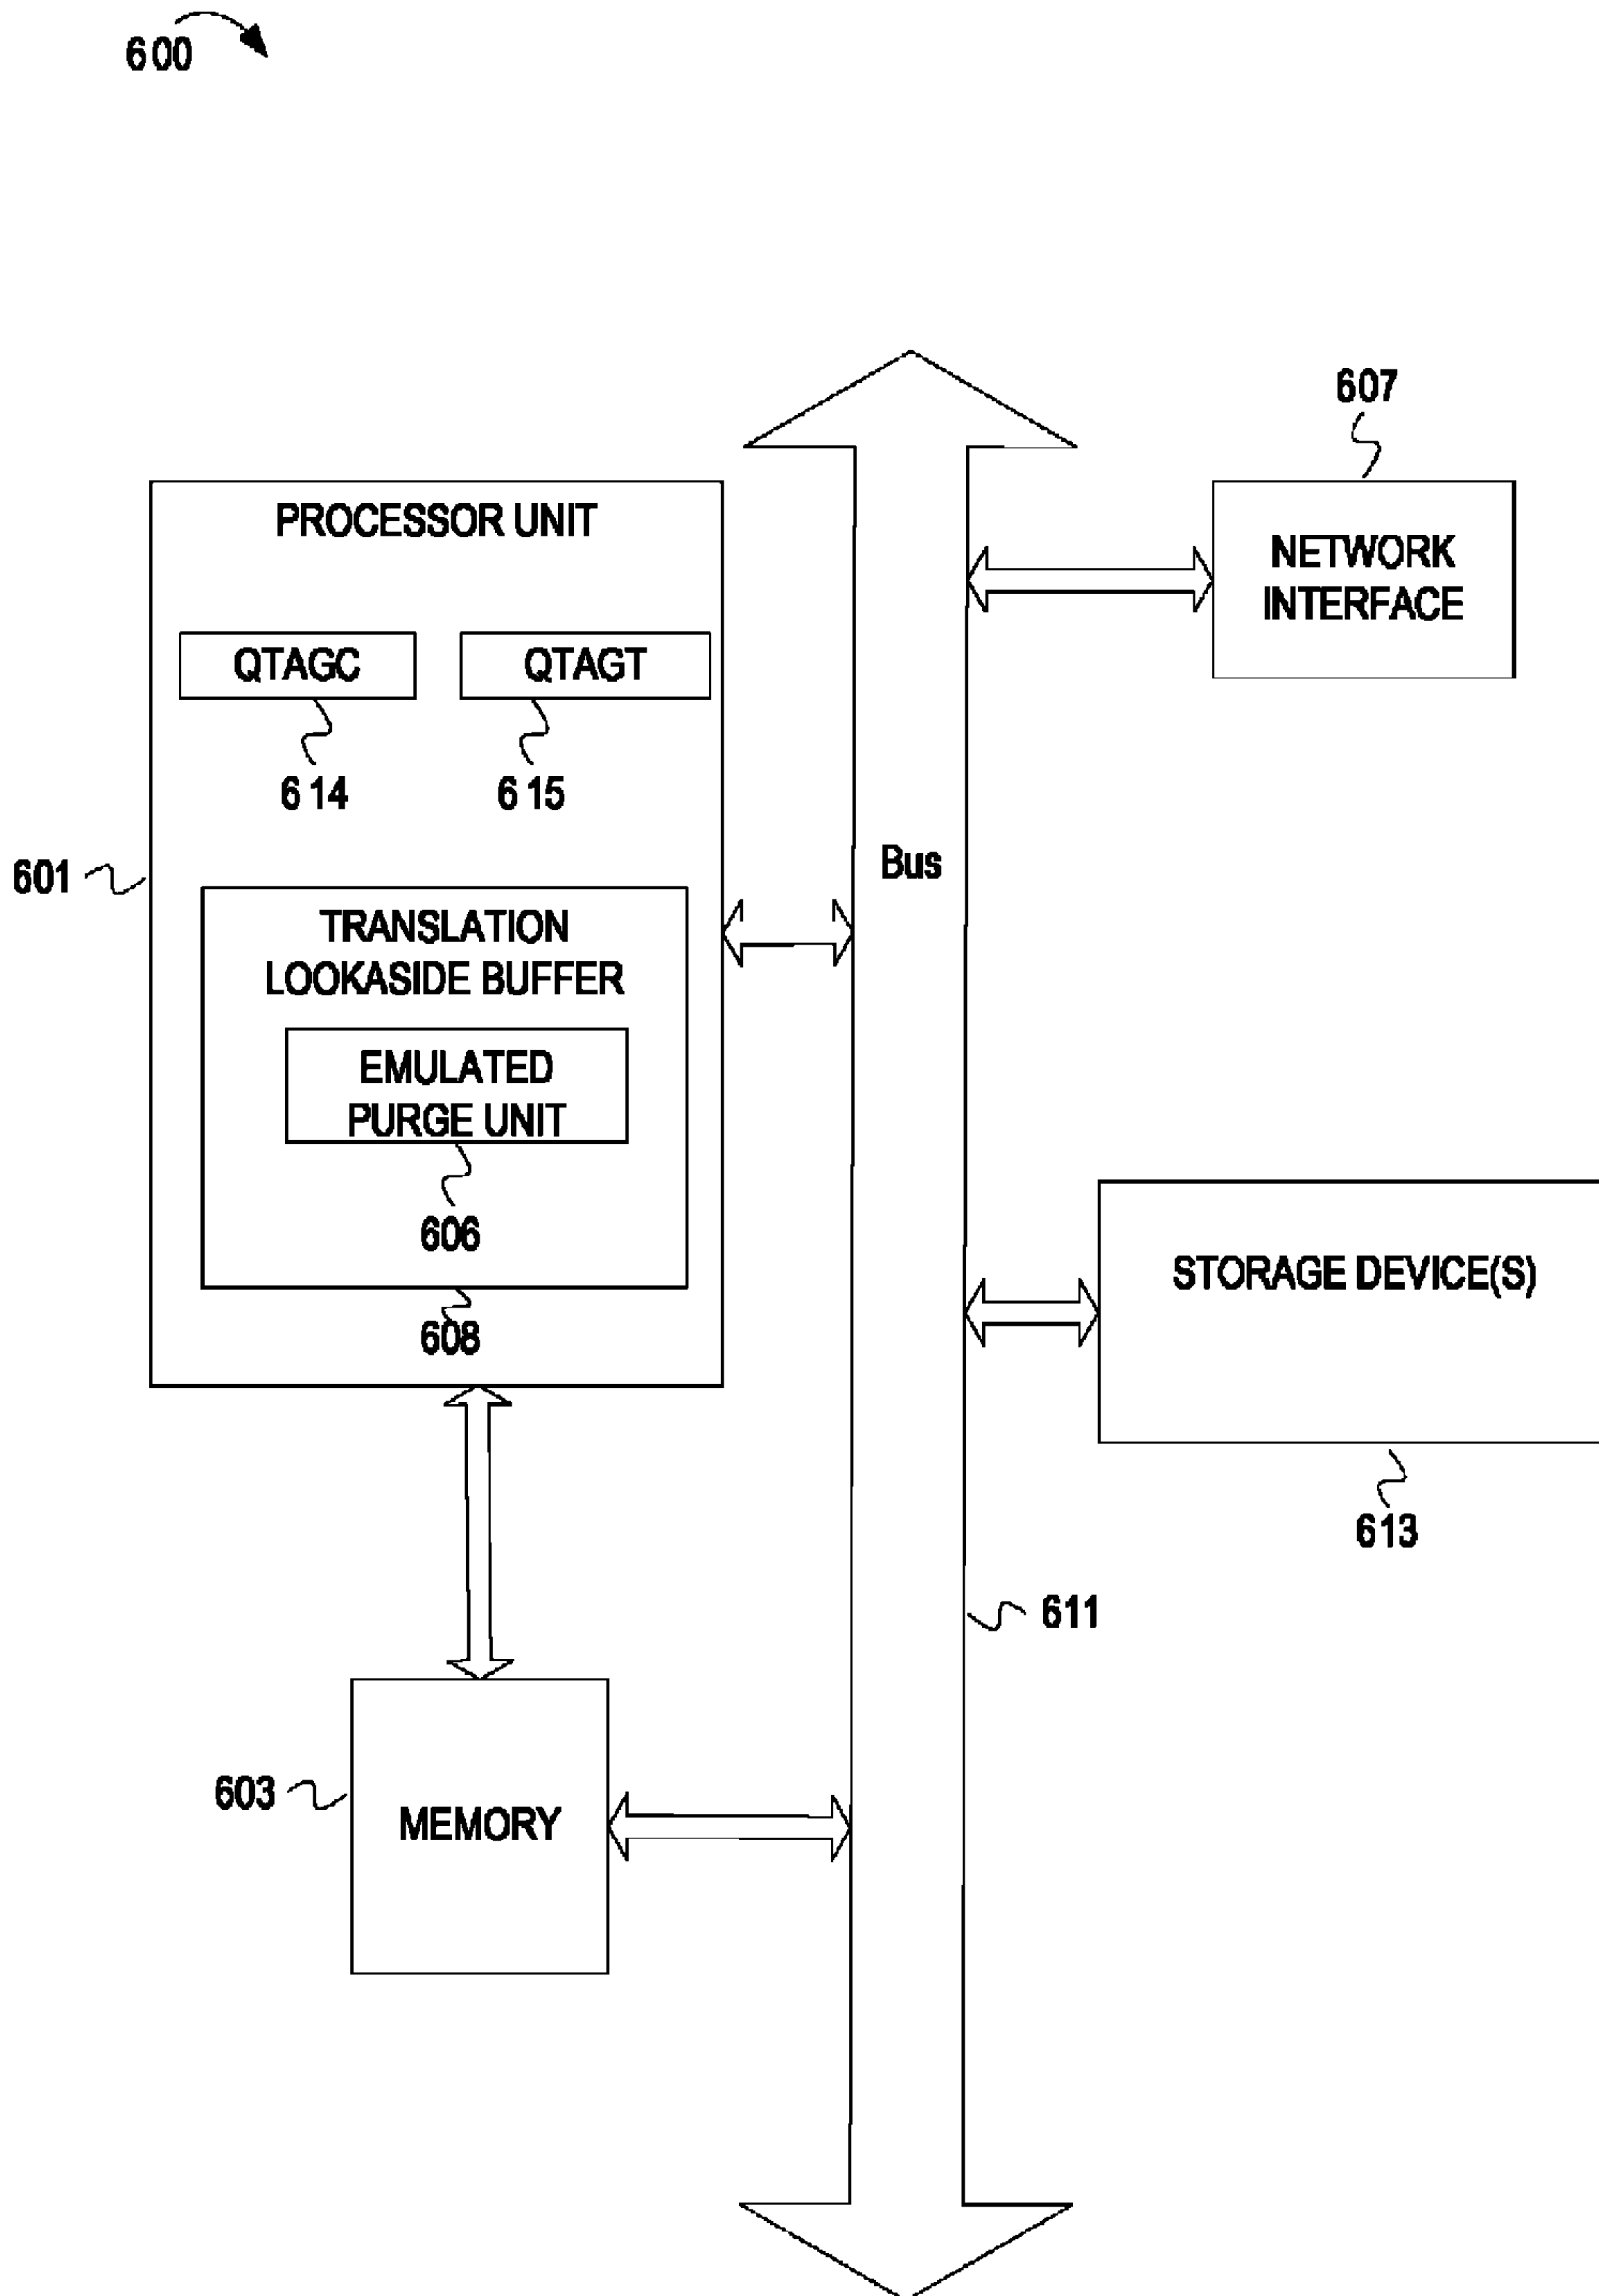 600
607
PROCESSOR UNIT
NETWORK
INTERFACE
QTAGC
QTAGT
614
615
601
Bus
TRANSLATION
LOOKASIDE BUFFER
EMULATED
PURGE UNIT
606
608
STORAGE DEVICE(S)
613
611
603
MEMORY